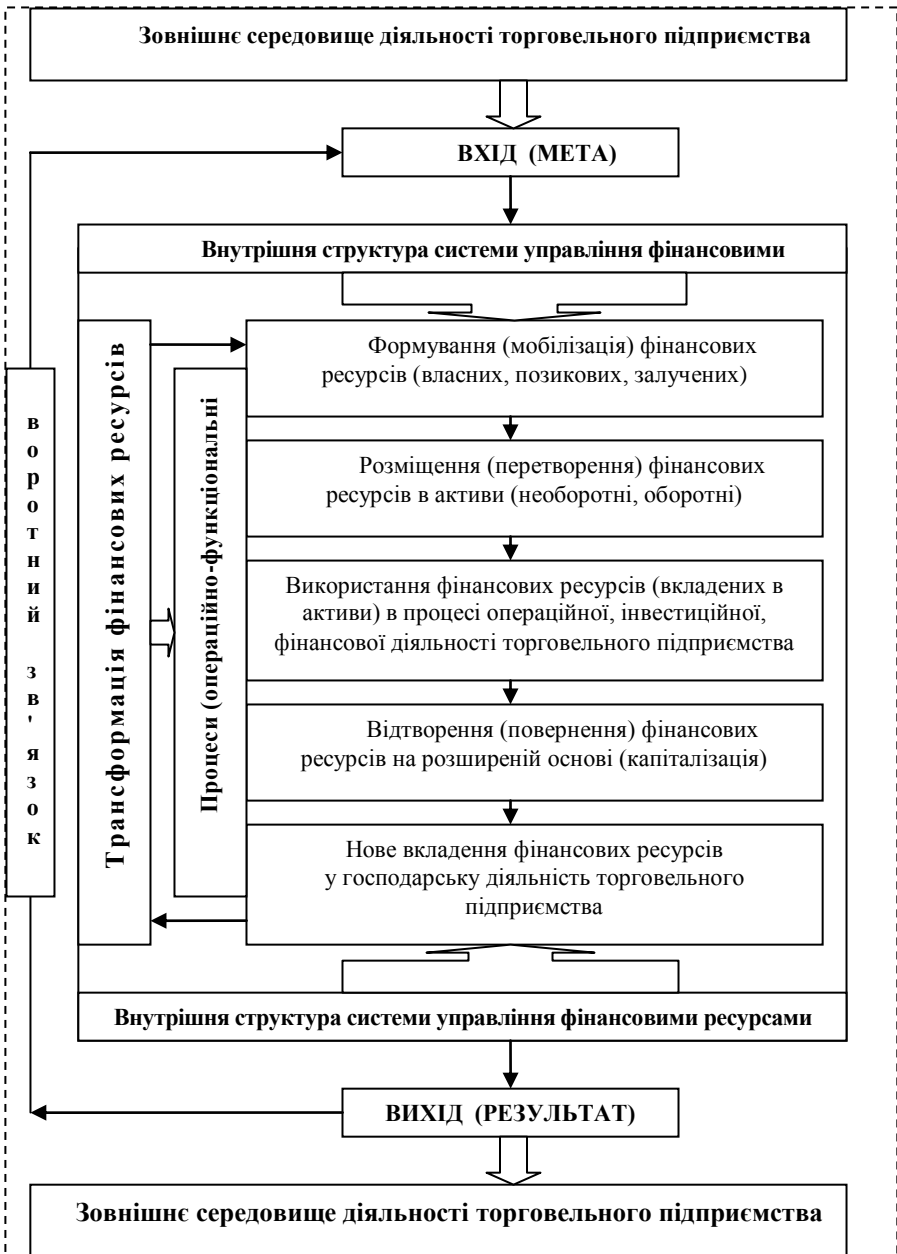 Зовнішнє середовище діяльності торговельного підприємства
ВХІД (МЕТА)
Внутрішня структура системи управління фінансовими
Формування (мобілізація) фінансових
ресурсів (власних, позикових, залучених)
Розміщення (перетворення) фінансових
ресурсів в активи (необоротні, оборотні)
Використання фінансових ресурсів (вкладених в
активи) в процесі операційної, інвестиційної,
фінансової діяльності торговельного підприємства
Відтворення (повернення) фінансових
ресурсів на розширеній основі (капіталізація)
Нове вкладення фінансових ресурсів
у господарську діяльність торговельного
підприємства
Трансформація фінансових ресурсів
Процеси (операційно-функціональні
воротний зв'язок
Внутрішня структура системи управління фінансовими ресурсами
ВИХІД (РЕЗУЛЬТАТ)
Зовнішнє середовище діяльності торговельного підприємства